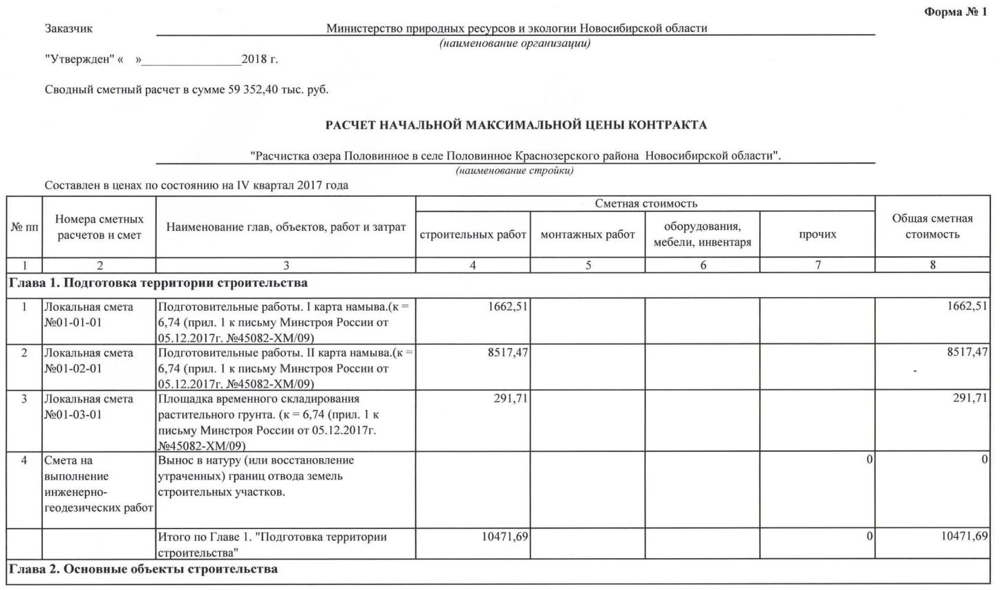 Форма № 1
Заказчик Министерство природных ресурсов и экологии Новосибирской области
(наименование организации)
"Утвержден" « »________________2018 г.
Сводный сметный расчет в сумме 59 352,40 тыс. руб.
РАСЧЕТ НАЧАЛЬНОЙ МАКСИМАЛЬНОЙ ЦЕНЫ КОНТРАКТА
"Расчистка озера Половинное в селе Половинное Краснозерского района Новосибирской области".
(наименование стройки)
Составлен в ценах по состоянию на IV квартал 2017 года
№ пп
Номера сметных
расчетов и смет
Наименование глав, объектов, работ и затрат
Сметная стоимость
строительных работ
монтажных работ
оборудования,
мебели, инвентаря
прочих
Общая сметная
стоимость
1 2 3 4 5 6 7 8
Глава 1. Подготовка территории строительства
1 Локальная смета Подготовительные работы. I карта намыва.(к = 1662,51 1662,51
№01-01-01 6,74 (прил. 1 к письму Минстроя России от
05.12.2017г. №45082-ХМ/09)
2 Локальная смета Подготовительные работы. II карта намыва.(к = 8517,47 8517,47
№01-02-01 6,74 (прил. 1 к письму Минстроя России от
05.12.2017г. №45082-ХМ/09)
3 Локальная смета Площадка временного складирования 291,71 291,71
№01-03-01 растительного грунта. (к = 6,74 (прил. 1 к
письму Минстроя России от 05.12.2017г.
№45082-ХМ/09)
4 Смета на Вынос в натуру (или восстановление 0 0
выполнение утраченных) границ отвода земель
инженерно- строительных участков.
геодезических работ
Итого по Главе 1. "Подготовка территории 10471,69 0 10471,69
строительства"
Глава 2. Основные объекты строительства